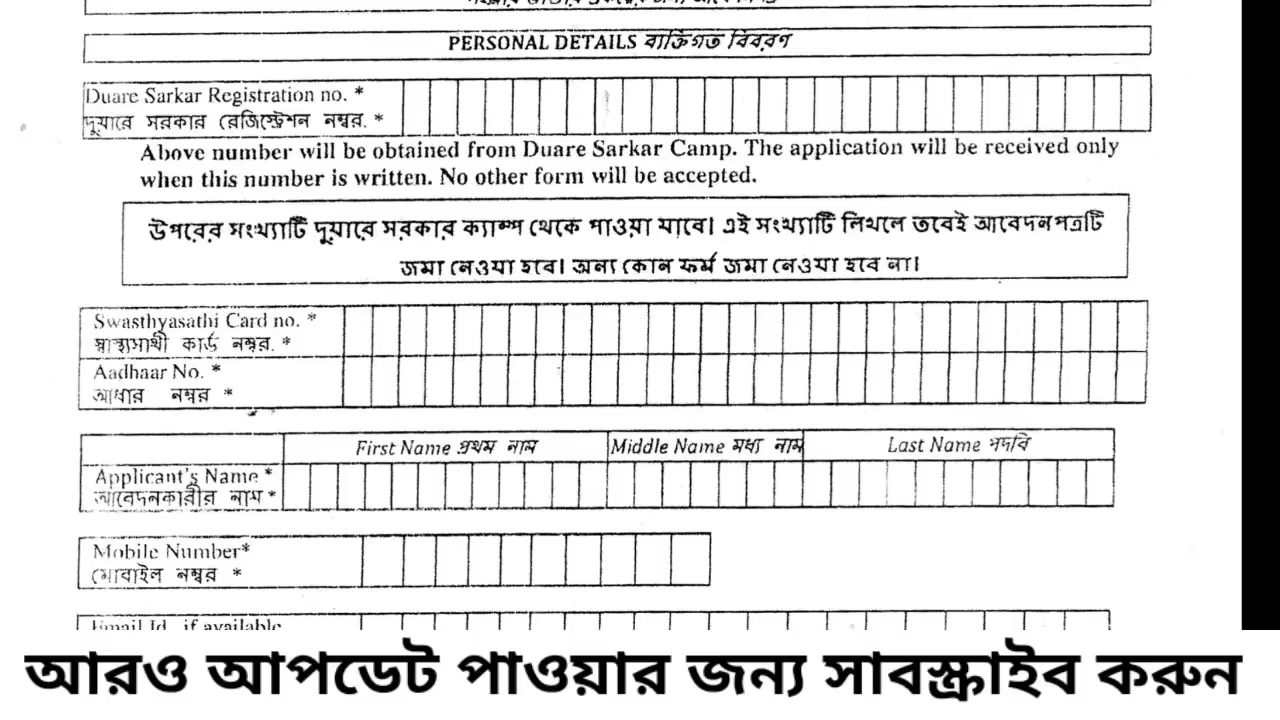 PERSONAL DETAILS ব্যক্তিগত বিবরণ
Duare Sarkar Registration no. *
দুয়ারে সরকার রেজিস্ট্রেশন নম্বর. *
Above number will be obtained from Duare Sarkar Camp. The application will be received only
when this number is written. No other form will be accepted.
উপরের সংখ্যাটি দুয়ারে সরকার ক্যাম্প থেকে পাওয়া যাবে। এই সংখ্যাটি লিখলে তবেই আবেদনপত্রটি
জমা নেওয়া হবে। অন্য কোন ফর্ম জমা নেওয়া হবে না।
Swasthyasathi Card no. *
স্বাস্থ্যসাথী কার্ড নম্বর. *
Aadhaar No. *
আধার নম্বর *
First Name প্রথম নাম Middle Name মধ্য নাম Last Name পদবি
Applicant's Name *
আবেদনকারীর নাম *
Mobile Number*
মোবাইল নম্বর *
Email Id, if available
আরও আপডেট পাওয়ার জন্য সাবস্ক্রাইব করুন